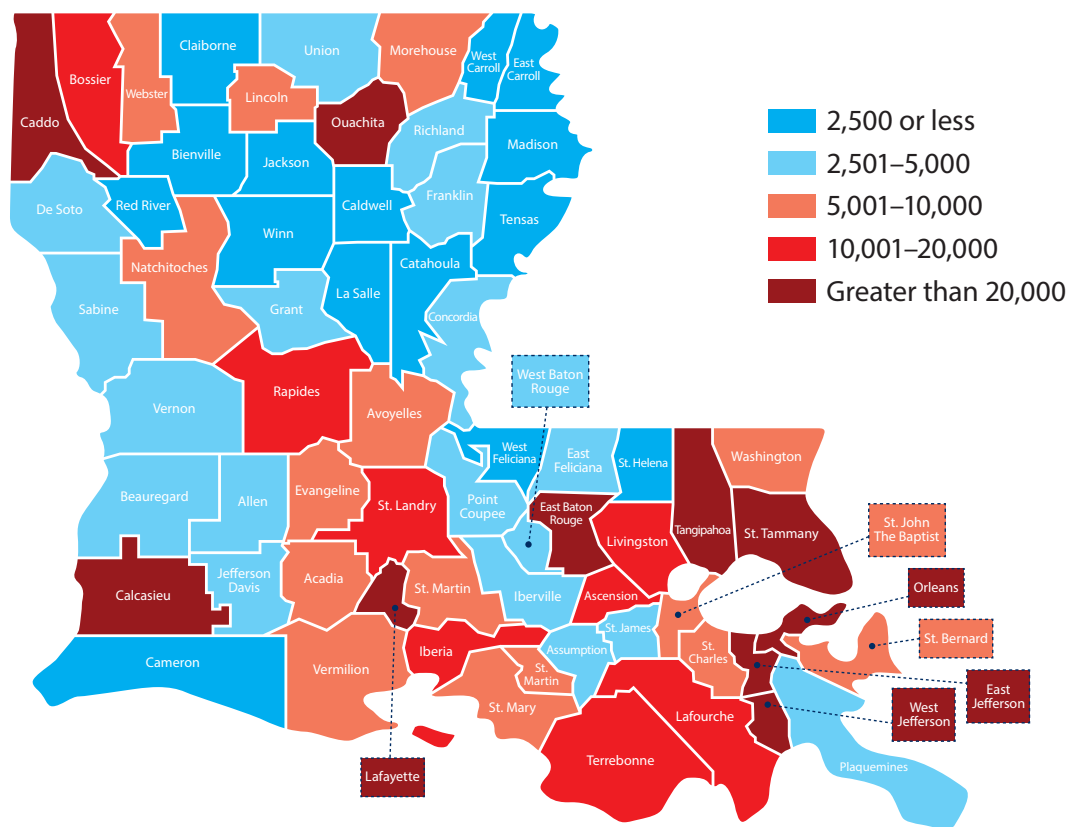 Claiborne
Union
Morehouse
West
Carroll
East
Carroll
Bossier
Webster
Lincoln
Caddo
Ouachita
Richland
Madison
Bienville
Jackson
De Soto
Red River
Caldwell
Franklin
Tensas
Winn
Natchitoches
Catahoula
La Salle
Sabine
Grant
Concordia
2,500 or less
2,501–5,000
5,001–10,000
10,001–20,000
Greater than 20,000
West Baton
Rouge
Rapides
Vernon
Avoyelles
West
Feliciana
East
Feliciana
St. Helena
Washington
Beauregard
Allen
Evangeline
St. Landry
Point
Coupee
East Baton
Rouge
Tangipahoa
St. Tammany
Livingston
St. John
The Baptist
Calcasieu
Jefferson
Davis
Acadia
St. Martin
Iberville
Ascension
Orleans
St. James
St. Bernard
Cameron
Vermilion
Iberia
Assumption
St.
Charles
St.
Martin
East
Jefferson
St. Mary
Lafourche
West
Jefferson
Terrebonne
Lafayette
Plaquemines